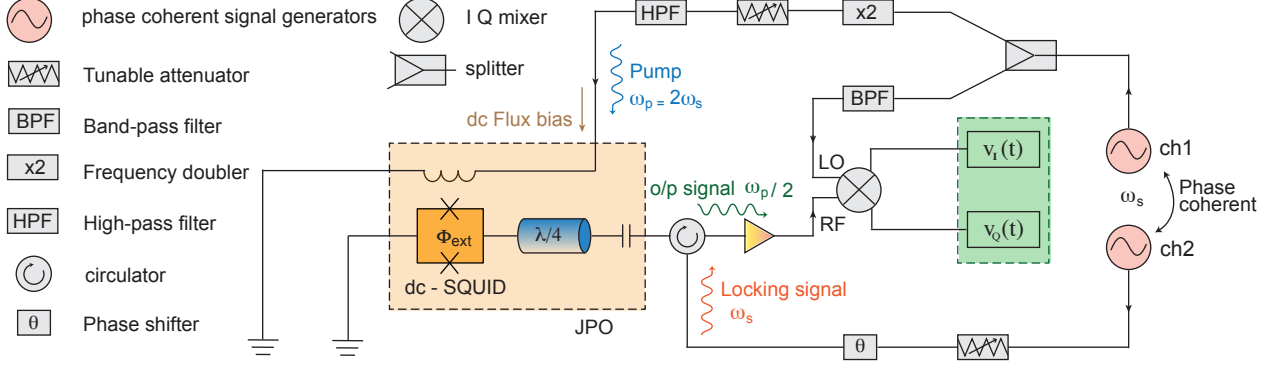 phase coherent signal generators
I Q mixer
Tunable attenuator
splitter
BPF
Band-pass filter
x2
Frequency doubler
HPF
High-pass filter
circulator
θ
Phase shifter
HPF
x2
Pump
ωp = 2ωs
dc Flux bias
BPF
LO
RF
o/p signal ωp / 2
vI(t)
vQ(t)
ch1
ωs
Phase
coherent
ch2
Φext
λ/4
dc - SQUID
JPO
Locking signal
ωs
θ